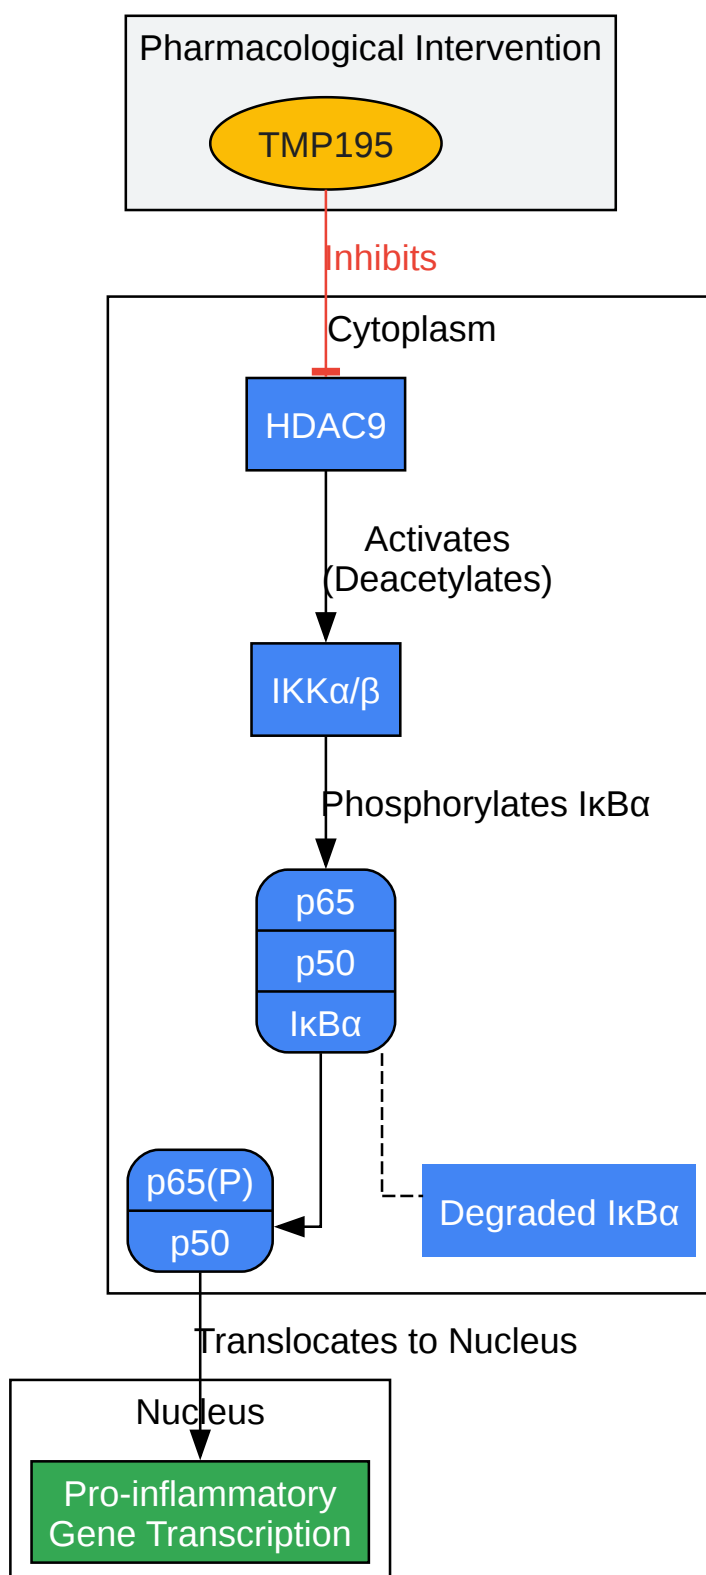 Pharmacological Intervention
TMP195
Inhibits
Cytoplasm
HDAC9
Activates
(Deacetylates)
IKKα/β
Phosphorylates IκBα
p65
p50
IκBα
p65(P)
p50
Degraded IκBα
Translocates to Nucleus
Nucleus
Pro-inflammatory
Gene Transcription